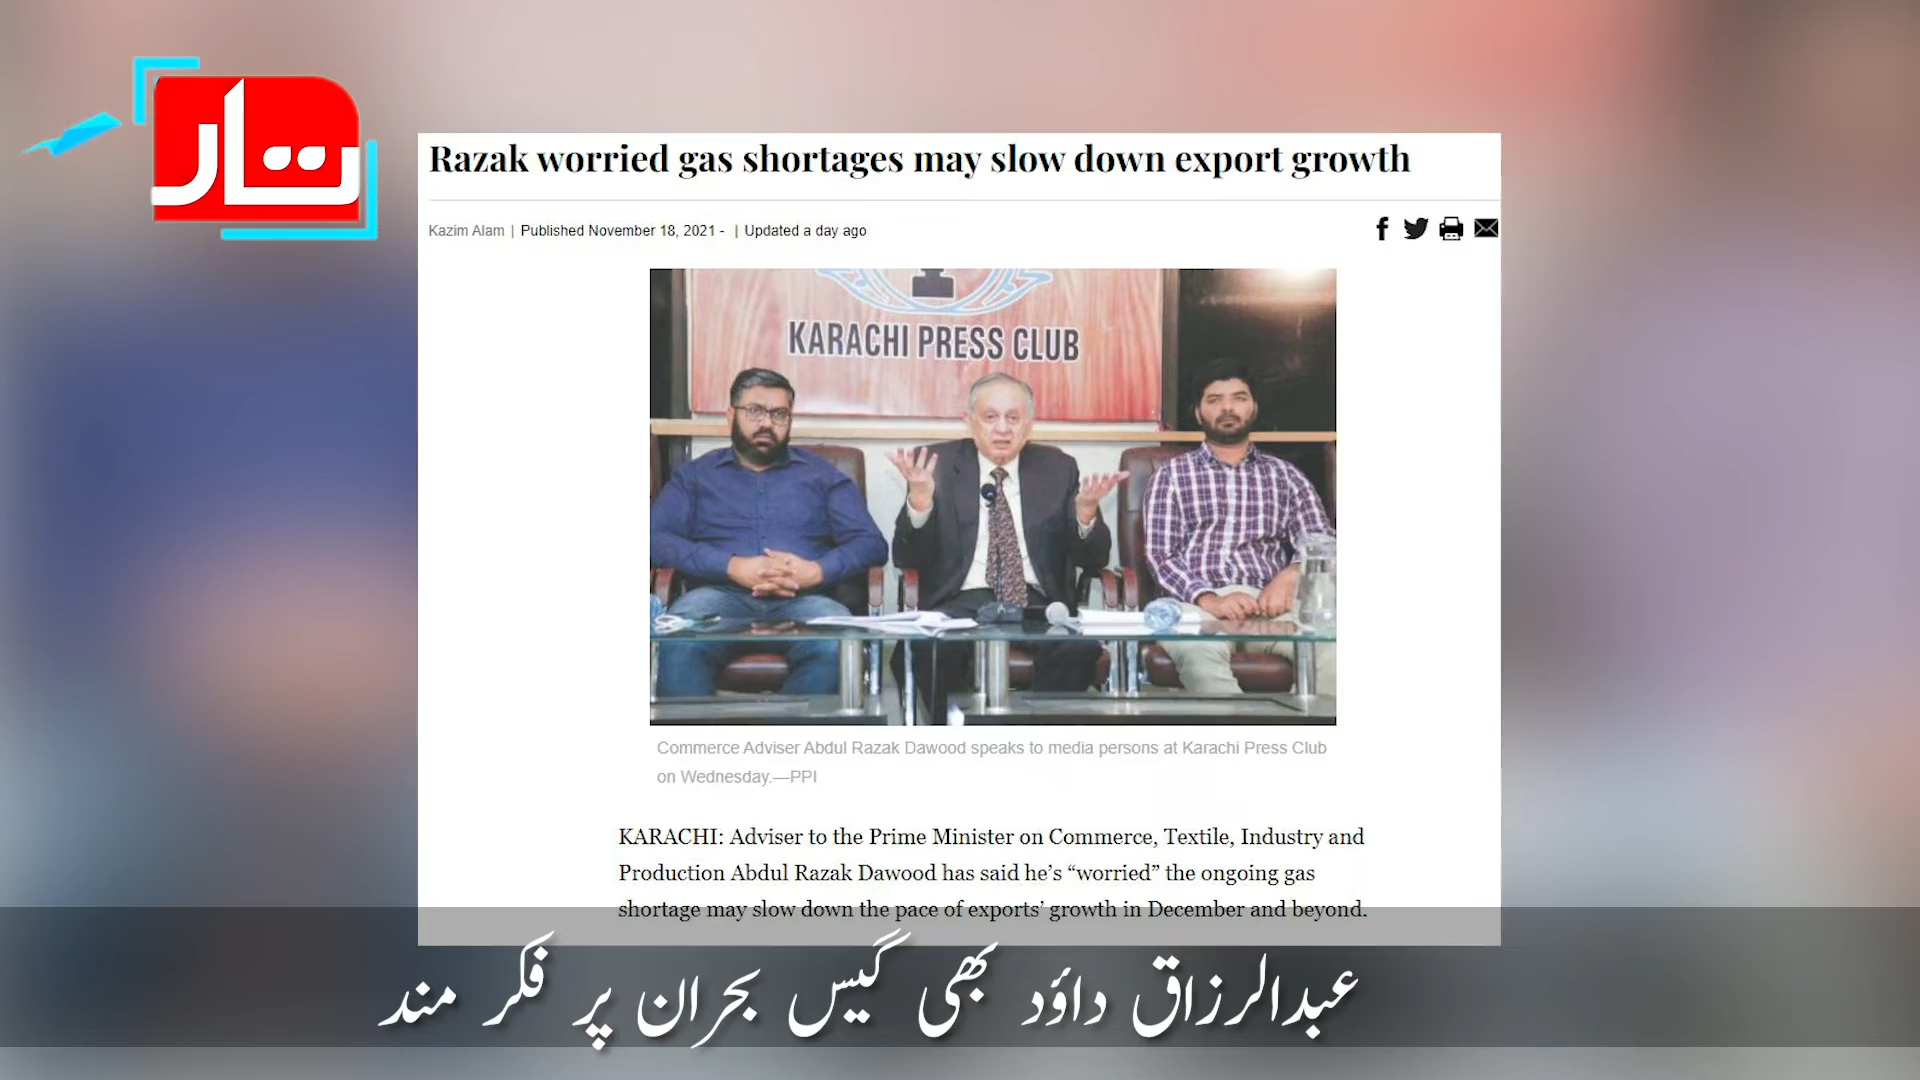 تار
Razak worried gas shortages may slow down export growth
Kazim Alam | Published November 18, 2021 - | Updated a day ago
KARACHI PRESS CLUB
Commerce Adviser Abdul Razak Dawood speaks to media persons at Karachi Press Club
on Wednesday.—PPI
KARACHI: Adviser to the Prime Minister on Commerce, Textile, Industry and
Production Abdul Razak Dawood has said he’s “worried” the ongoing gas
shortage may slow down the pace of exports’ growth in December and beyond.
عبدالرزاق داؤد بھی گیس بحران پر فکر مند